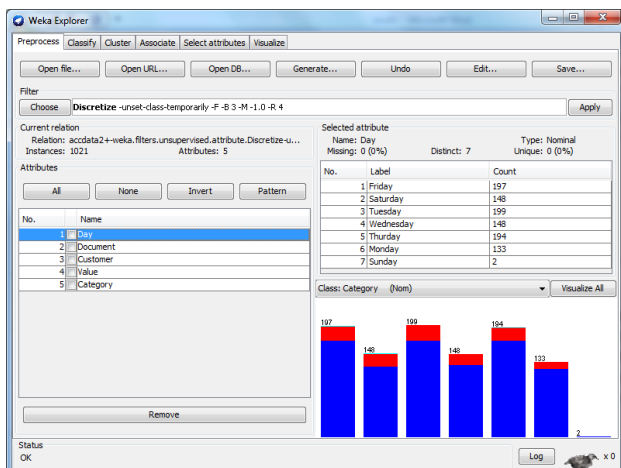 Weka Explorer
Preprocess Classify Cluster Associate Select attributes Visualize
Open file... Open URL... Open DB... Generate... Undo Edit... Save...
Filter
Choose Discretize -unset-class-temporarily -F -B 3 -M -1.0 -R 4 Apply
Current relation
Relation: accdata2+-weka.filters.unsupervised.attribute.Discretize-u...
Instances: 1021 Attributes: 5
Attributes
All None Invert Pattern
No. Name
1 Day
2 Document
3 Customer
4 Value
5 Category
Remove
Selected attribute
Name: Day Type: Nominal
Missing: 0 (0%) Distinct: 7 Unique: 0 (0%)
No. Label Count
1 Friday 197
2 Saturday 148
3 Tuesday 199
4 Wednesday 148
5 Thurday 194
6 Monday 133
7 Sunday 2
Class: Category (Nom) Visualize All
197 148 199 148 194 133 2
Status
OK Log x 0